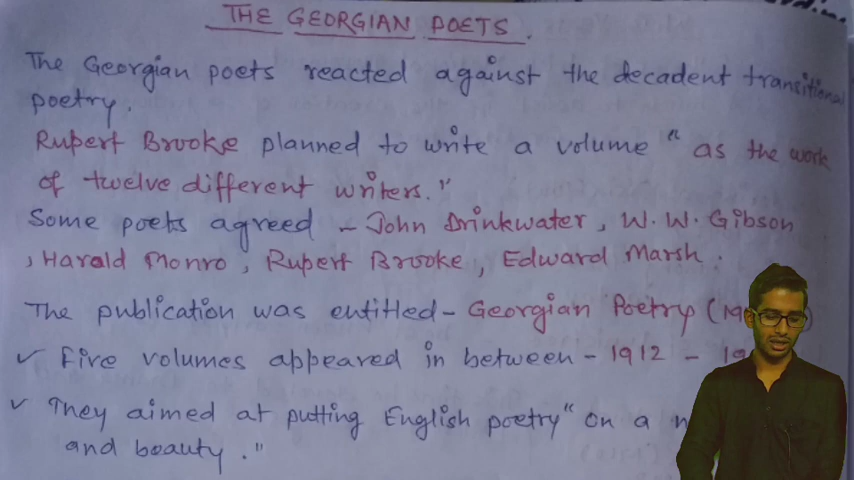 THE GEORGIAN POETS.
The Georgian poets reacted against the decadent transitional
poetry.
Rupert Brooke planned to write a volume "as the work
of twelve different writers."
Some poets agreed - John Drinkwater, W. W. Gibson
, Harald Monro, Rupert Brooke, Edward Marsh.
The publication was entitled - Georgian Poetry (19
✓ Five volumes appeared in between - 1912 - 19
✓ They aimed at putting English poetry "on a n
and beauty."